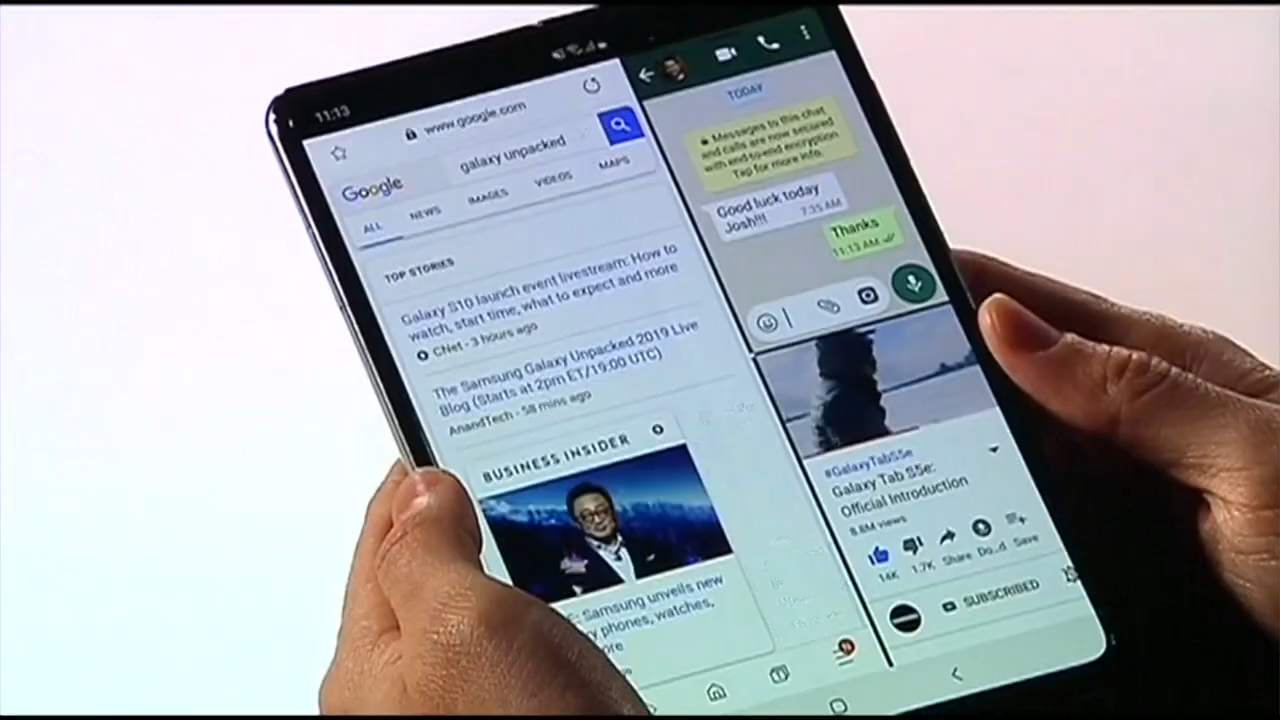 11:13
www.google.com
Google
galaxy unpacked
ALL NEWS IMAGES VIDEOS MAPS
TOP STORIES
Galaxy S10 launch event livestream: How to
watch, start time, what to expect and more
CNet - 3 hours ago
The Samsung Galaxy Unpacked 2019 Live
Blog (Starts at 2pm ET/19:00 UTC)
AnandTech - 58 mins ago
BUSINESS INSIDER
: Samsung unveils new
phones, watches,
TODAY
Messages to this chat
and calls are now secured
with end-to-end encryption
Tap for more info.
Good luck today
Josh!!!
7:35 AM
Thanks
11:13 AM
#GalaxyTabS5e
Galaxy Tab S5e:
Official Introduction
8.8M views
14K 1.7K Share Do...d Save
SUBSCRIBED